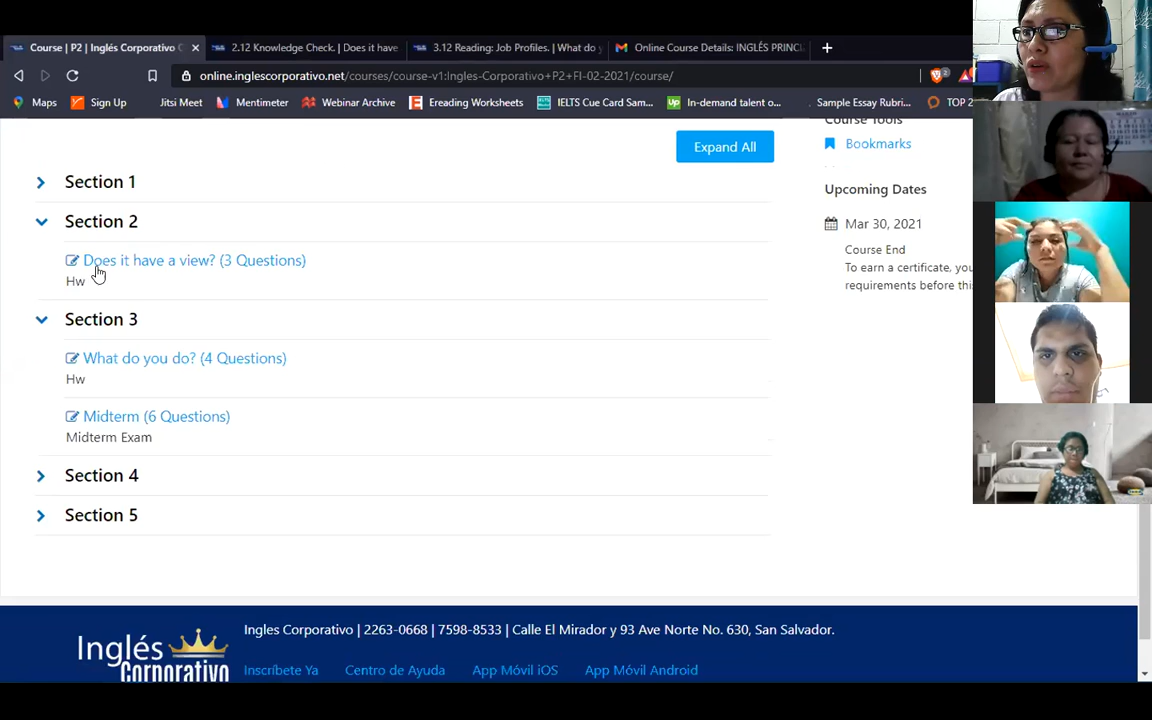 Course | P2 | Inglés Corporativo
2.12 Knowledge Check. | Does it have
3.12 Reading: Job Profiles. | What do
Online Course Details: INGLÉS PRINC
online.inglescorporativo.net/courses/course-v1:Ingles-Corporativo+P2+FI-02-2021/course/
Maps
Sign Up
Jitsi Meet
Mentimeter
Webinar Archive
Ereading Worksheets
IELTS Cue Card Sam...
In-demand talent o...
Sample Essay Rubri...
TOP 2
Course Tools
Expand All
Bookmarks
Section 1
Upcoming Dates
Section 2
Mar 30, 2021
Course End
Does it have a view? (3 Questions)
To earn a certificate, you
Hw
requirements before this
Section 3
What do you do? (4 Questions)
Hw
Midterm (6 Questions)
Midterm Exam
Section 4
Section 5
Inglés
Corporativo
Ingles Corporativo | 2263-0668 | 7598-8533 | Calle El Mirador y 93 Ave Norte No. 630, San Salvador.
Inscríbete Ya
Centro de Ayuda
App Móvil iOS
App Móvil Android